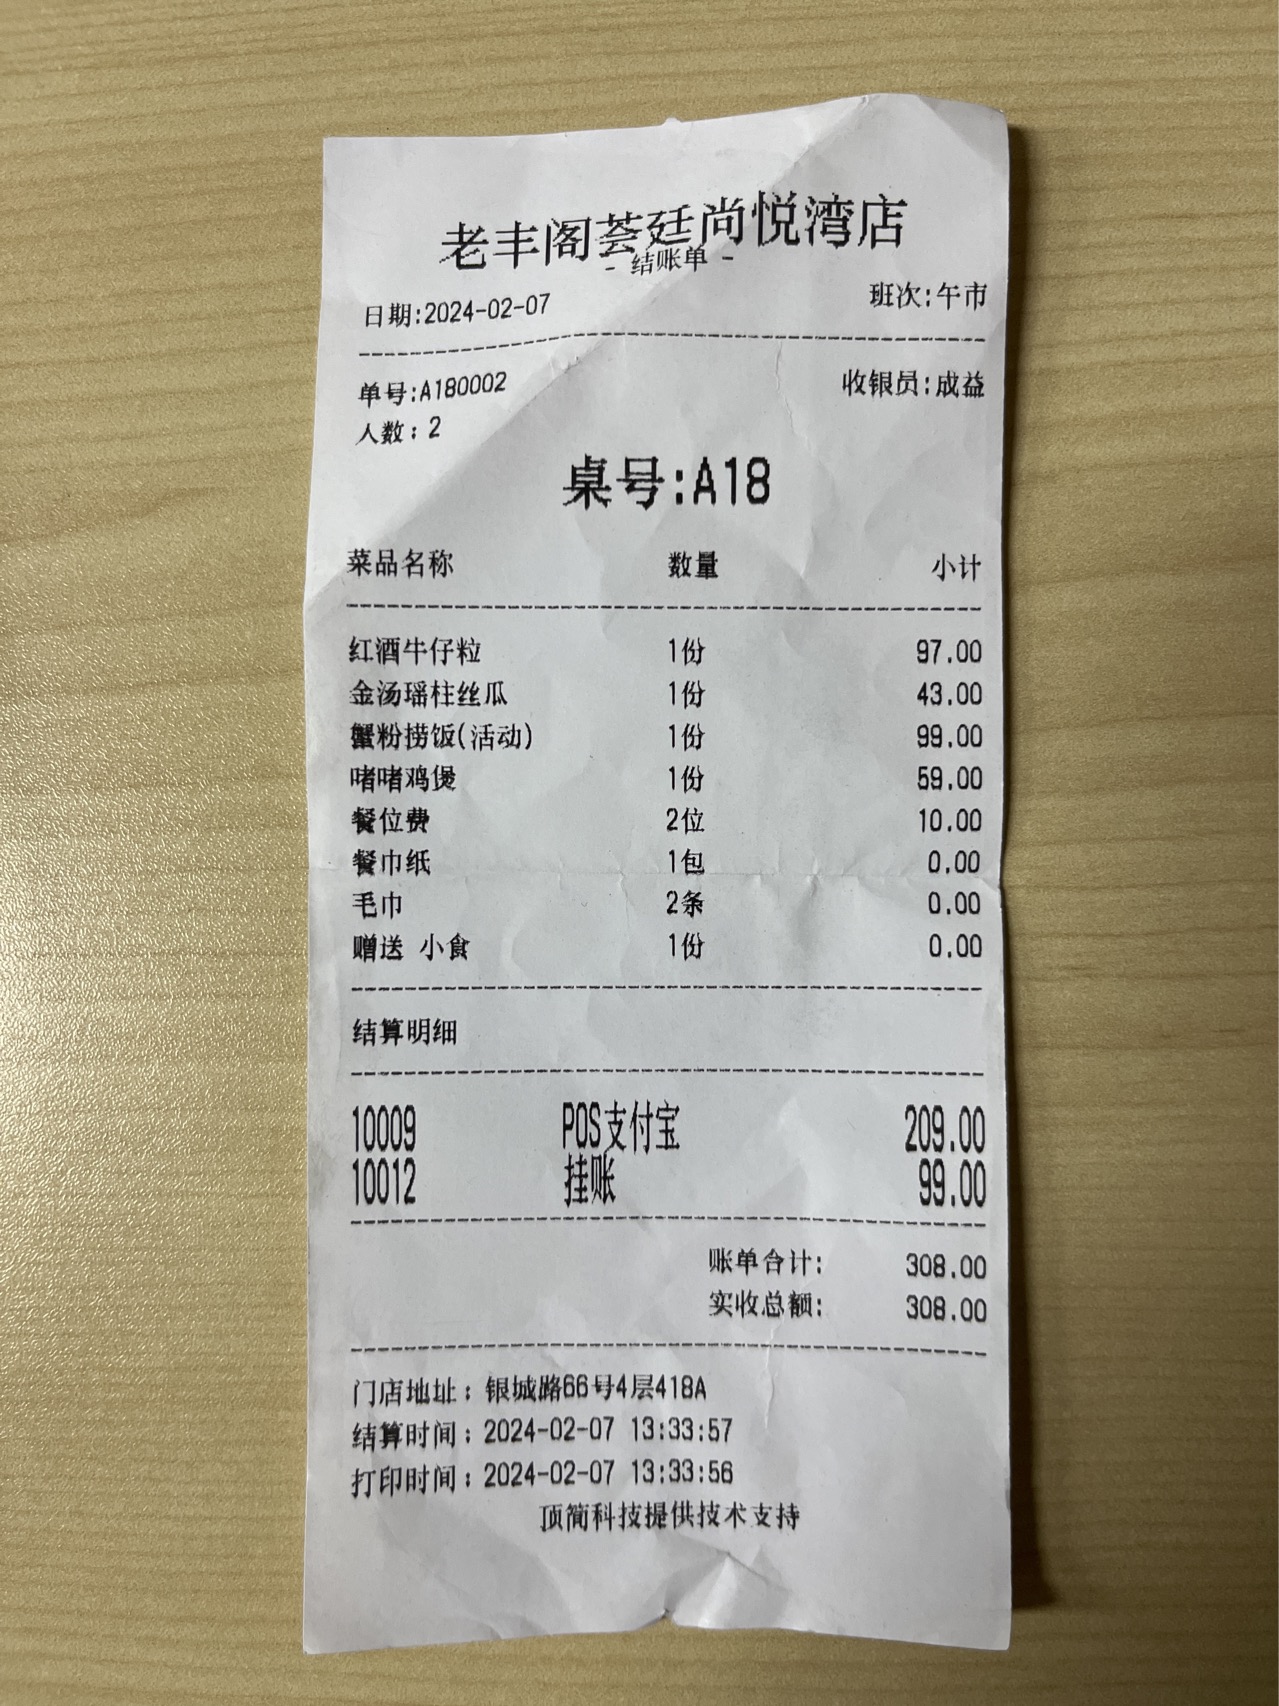 老丰阁荟廷尚悦湾店
- 结账单 -
日期:2024-02-07 班次:午市
单号:A180002 收银员:成益
人数：2
桌号:A18
菜品名称 数量 小计
红酒牛仔粒 1份 97.00
金汤瑶柱丝瓜 1份 43.00
蟹粉捞饭(活动) 1份 99.00
啫啫鸡煲 1份 59.00
餐位费 2位 10.00
餐巾纸 1包 0.00
毛巾 2条 0.00
赠送 小食 1份 0.00
结算明细
10009 POS支付宝 209.00
10012 挂账 99.00
账单合计: 308.00
实收总额: 308.00
门店地址：银城路66号4层418A
结算时间：2024-02-07 13:33:57
打印时间：2024-02-07 13:33:56
顶简科技提供技术支持